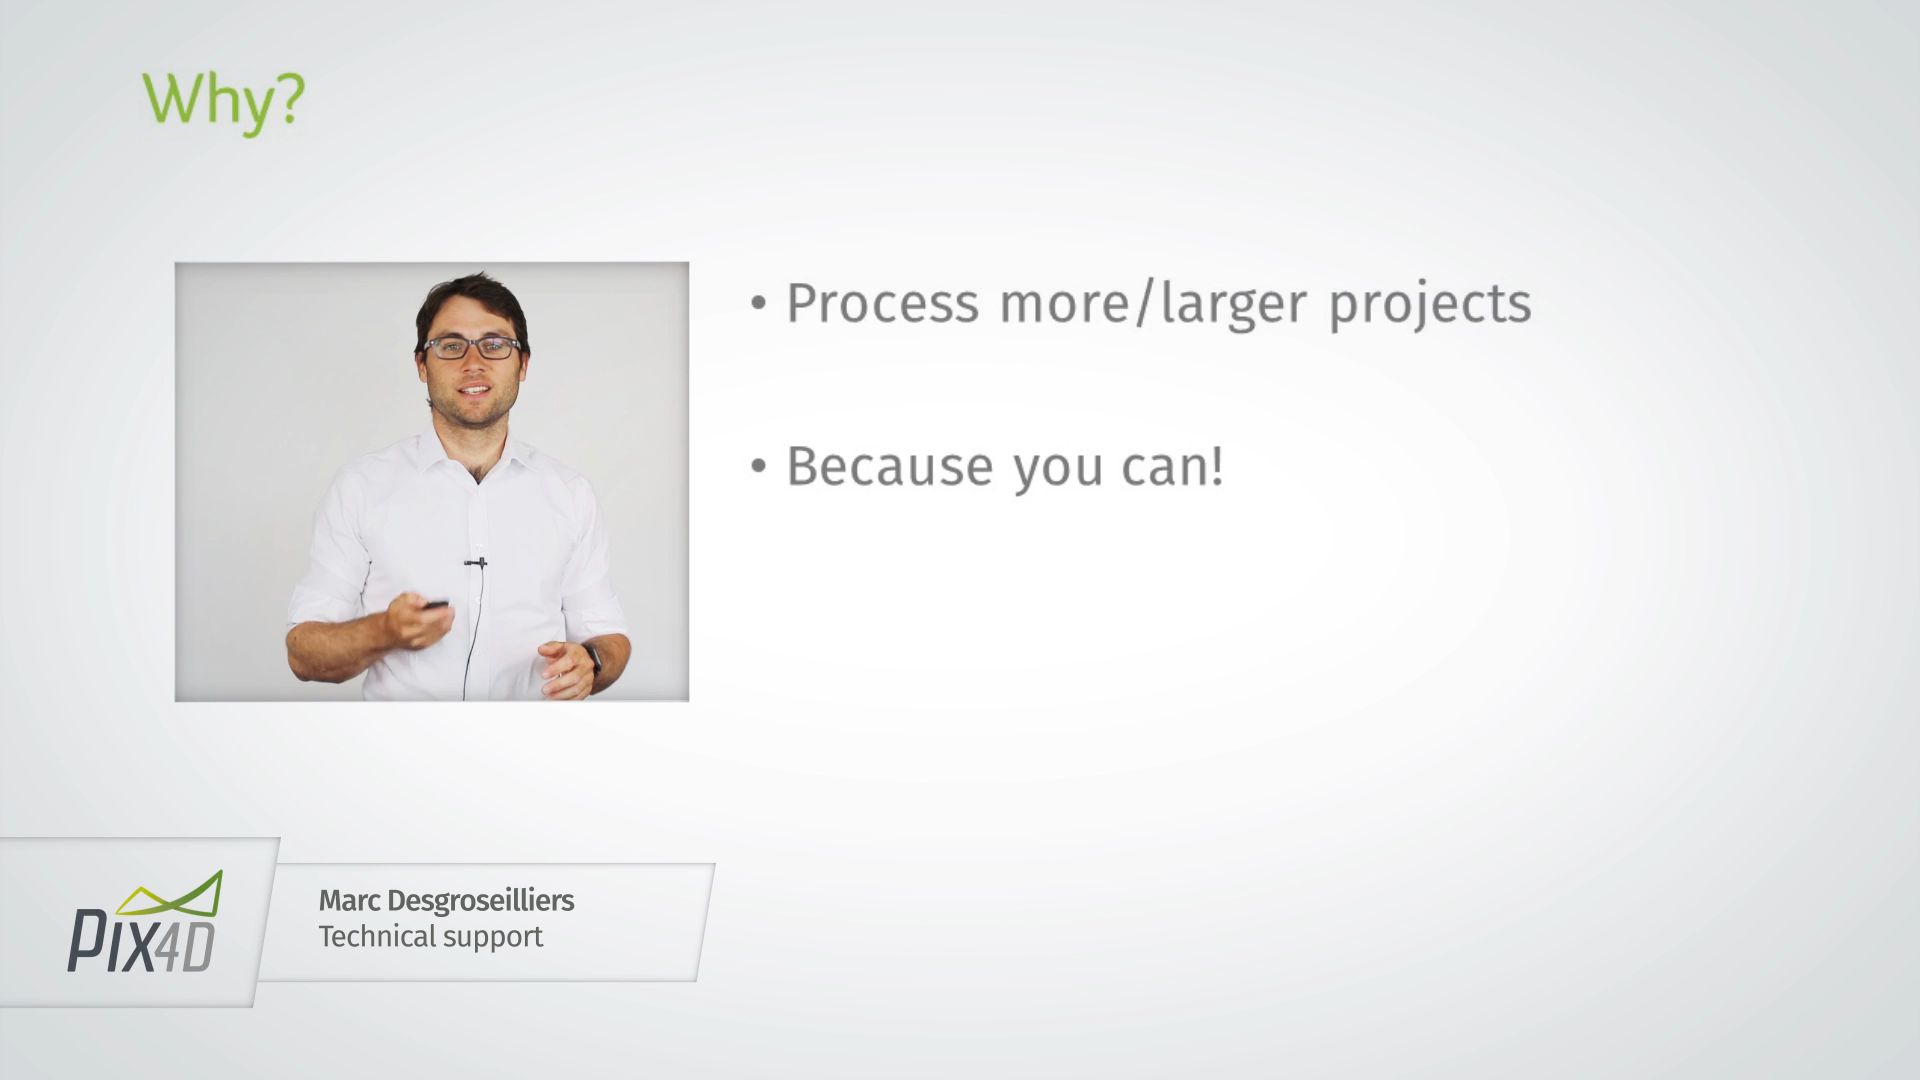 Why?
• Process more/larger projects
• Because you can!
PIX4D
Marc Desgroseilliers
Technical support